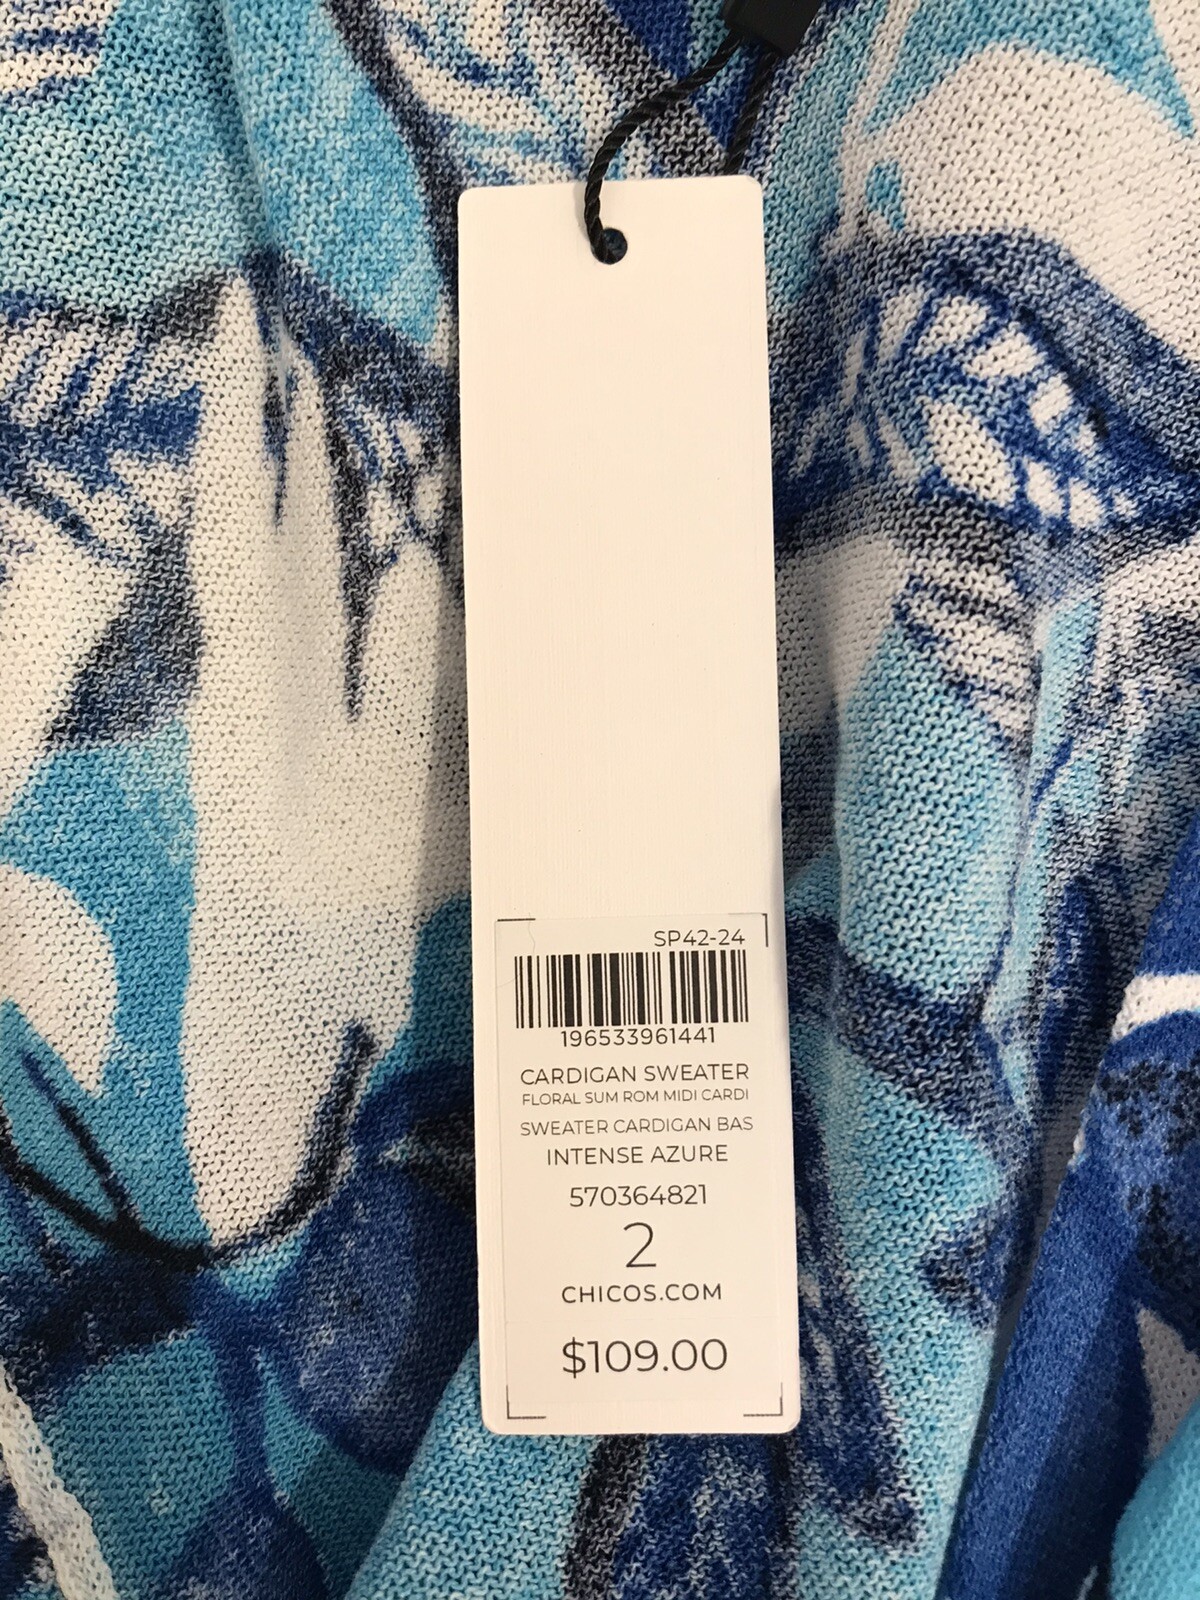 SP42-24
196533961441
CARDIGAN SWEATER
FLORAL SUM ROM MIDI CARDI
SWEATER CARDIGAN BAS
INTENSE AZURE
570364821
2
CHICOS.COM
$109.00